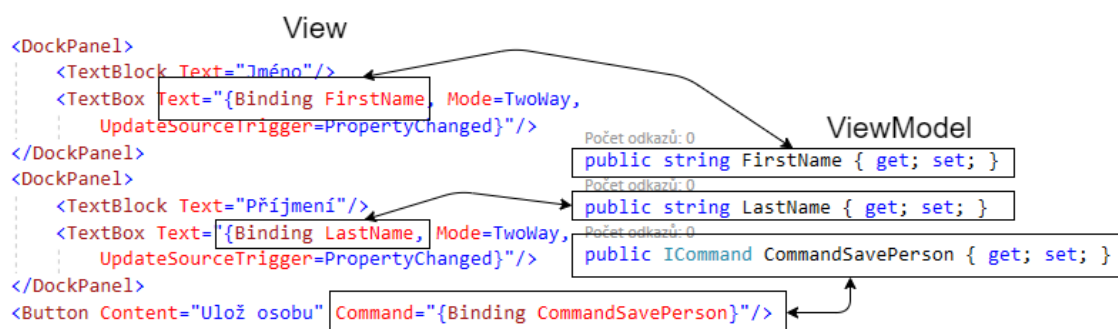 View
<DockPanel>
<TextBlock Text="Jméno"/>
<TextBox Text="{Binding FirstName, Mode=TwoWay,
UpdateSourceTrigger=PropertyChanged}"/>
</DockPanel>
<DockPanel>
<TextBlock Text="Příjmení"/>
<TextBox Text="{Binding LastName, Mode=TwoWay,
UpdateSourceTrigger=PropertyChanged}"/>
</DockPanel>
<Button Content="Ulož osobu" Command="{Binding CommandSavePerson}"/>
ViewModel
Počet odkazů: 0
public string FirstName { get; set; }
Počet odkazů: 0
public string LastName { get; set; }
Počet odkazů: 0
public ICommand CommandSavePerson { get; set; }